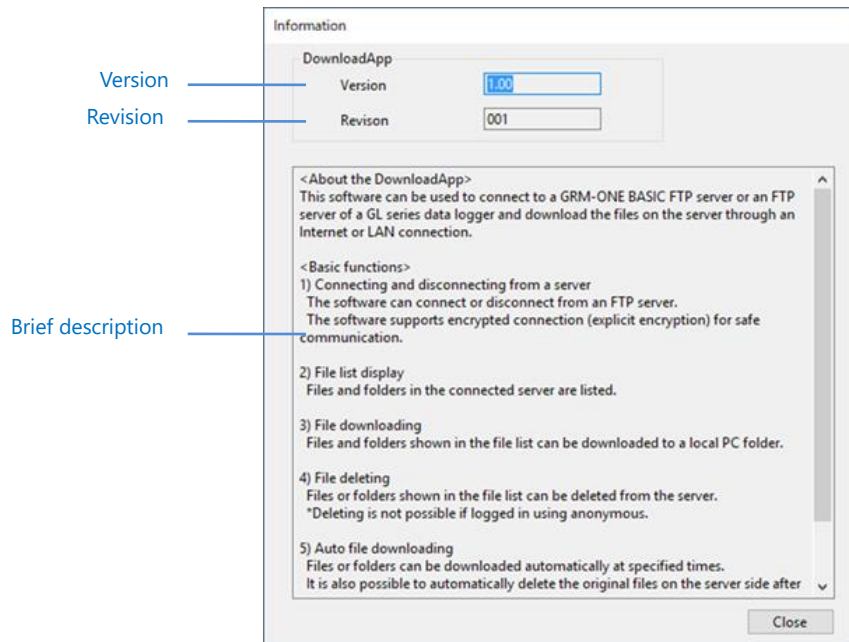 Information
DownloadApp
Version
Version
1.00
Revision
Revison
001
<About the DownloadApp>
This software can be used to connect to a GRM-ONE BASIC FTP server or an FTP
server of a GL series data logger and download the files on the server through an
Internet or LAN connection.
<Basic functions>
1) Connecting and disconnecting from a server
The software can connect or disconnect from an FTP server.
The software supports encrypted connection (explicit encryption) for safe
communication.
Brief description
2) File list display
Files and folders in the connected server are listed.
3) File downloading
Files and folders shown in the file list can be downloaded to a local PC folder.
4) File deleting
Files or folders shown in the file list can be deleted from the server.
*Deleting is not possible if logged in using anonymous.
5) Auto file downloading
Files or folders can be downloaded automatically at specified times.
It is also possible to automatically delete the original files on the server side after
Close